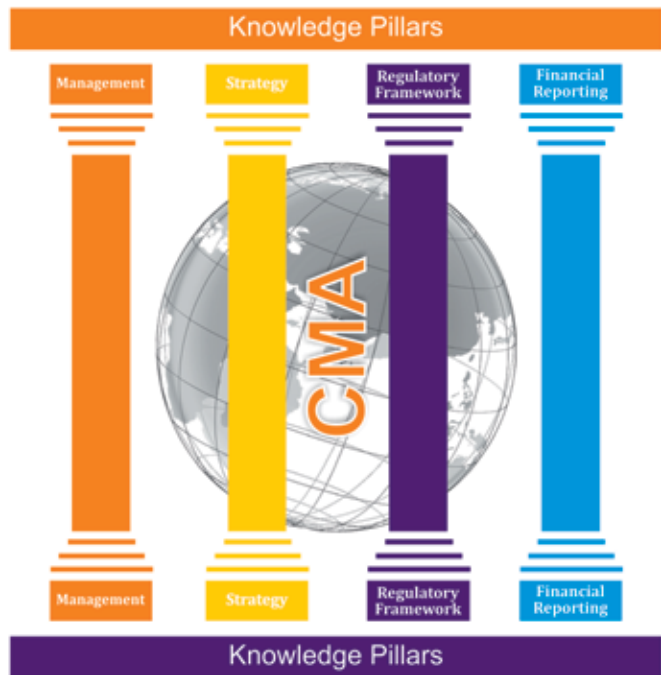 Knowledge Pillars
Management
Strategy
Regulatory
Framework
Financial
Reporting
CMA
Management
Strategy
Regulatory
Framework
Financial
Reporting
Knowledge Pillars